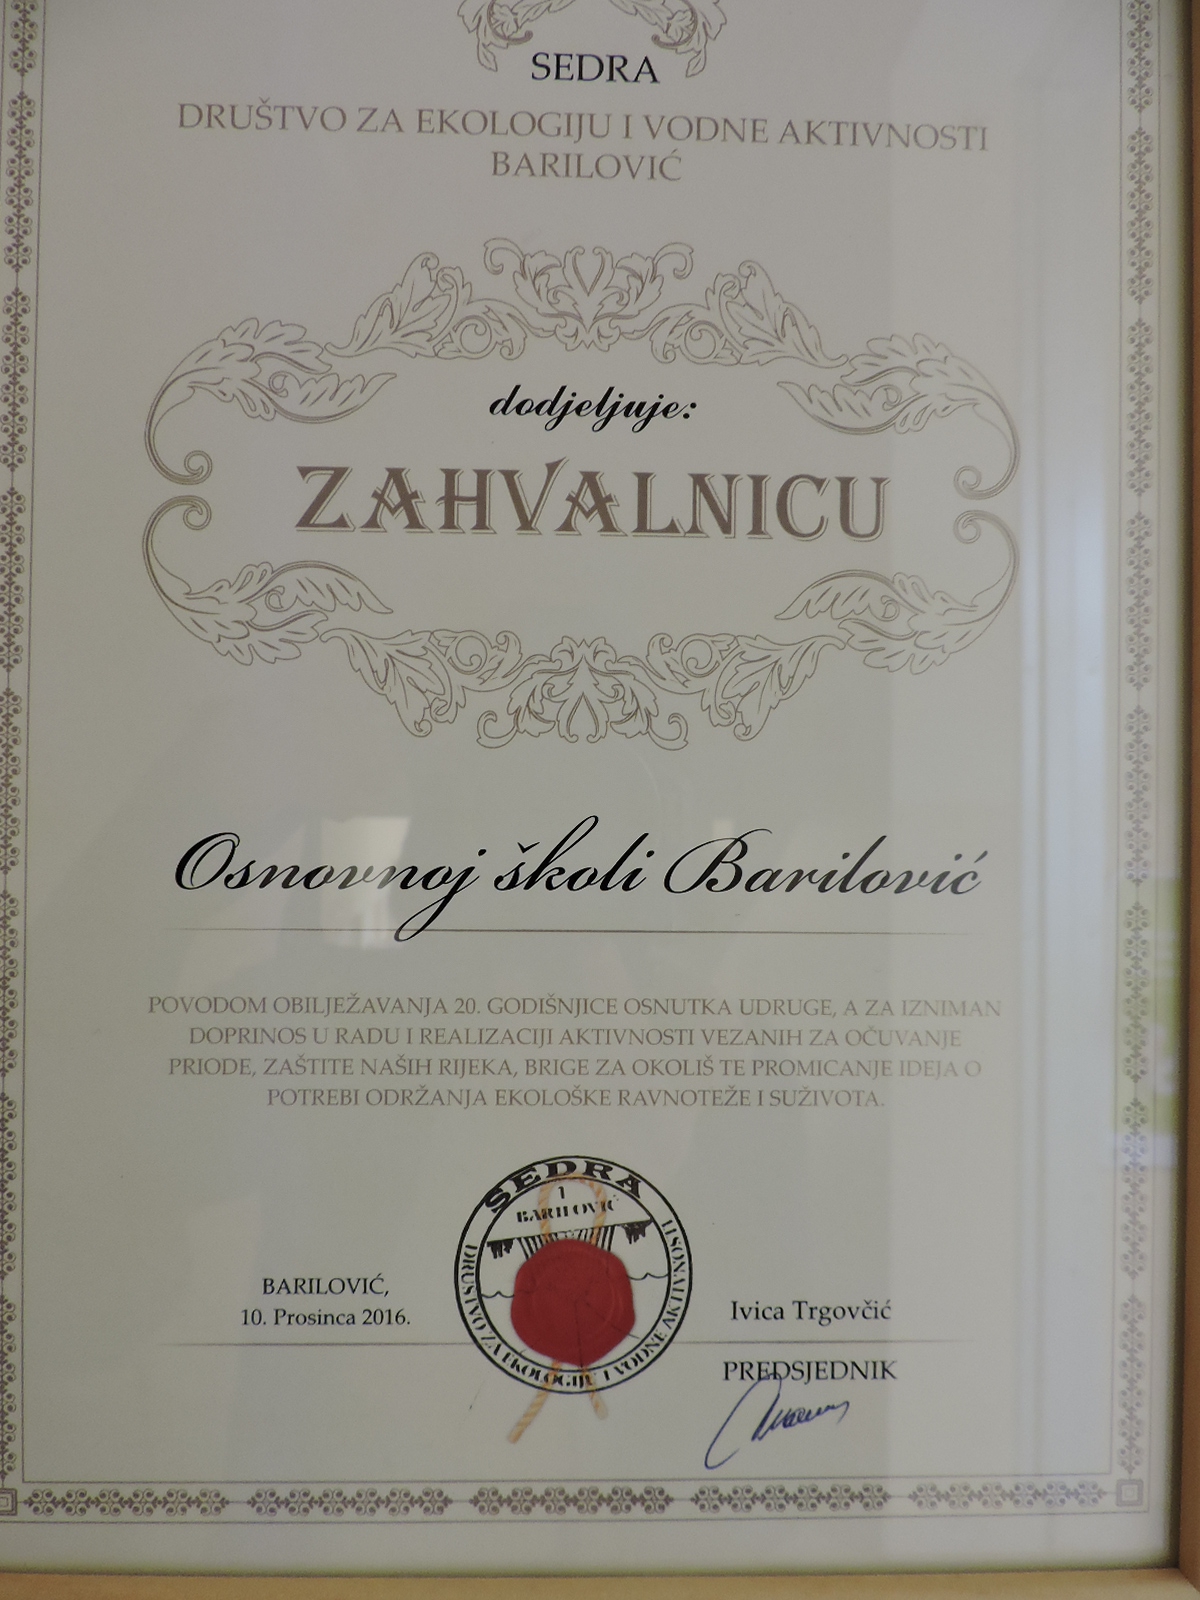 SEDRA
DRUŠTVO ZA EKOLOGIJU I VODNE AKTIVNOSTI
BARILOVIĆ
dodjeljuje:
ZAHVALNICU
Osnovnoj školi Barilović
POVODOM OBILJEŽAVANJA 20. GODIŠNJICE OSNUTKA UDRUGE, A ZA IZNIMAN
DOPRINOS U RADU I REALIZACIJI AKTIVNOSTI VEZANIH ZA OČUVANJE
PRIODE, ZAŠTITE NAŠIH RIJEKA, BRIGE ZA OKOLIŠ TE PROMICANJE IDEJA O
POTREBI ODRŽANJA EKOLOŠKE RAVNOTEŽE I SUŽIVOTA.
SEDRA
1
BARILOVIĆ
DRUŠTVO ZA EKOLOGIJU I VODNE AKTIVNOSTI
BARILOVIĆ,
10. Prosinca 2016.
Ivica Trgovčić
PREDSJEDNIK